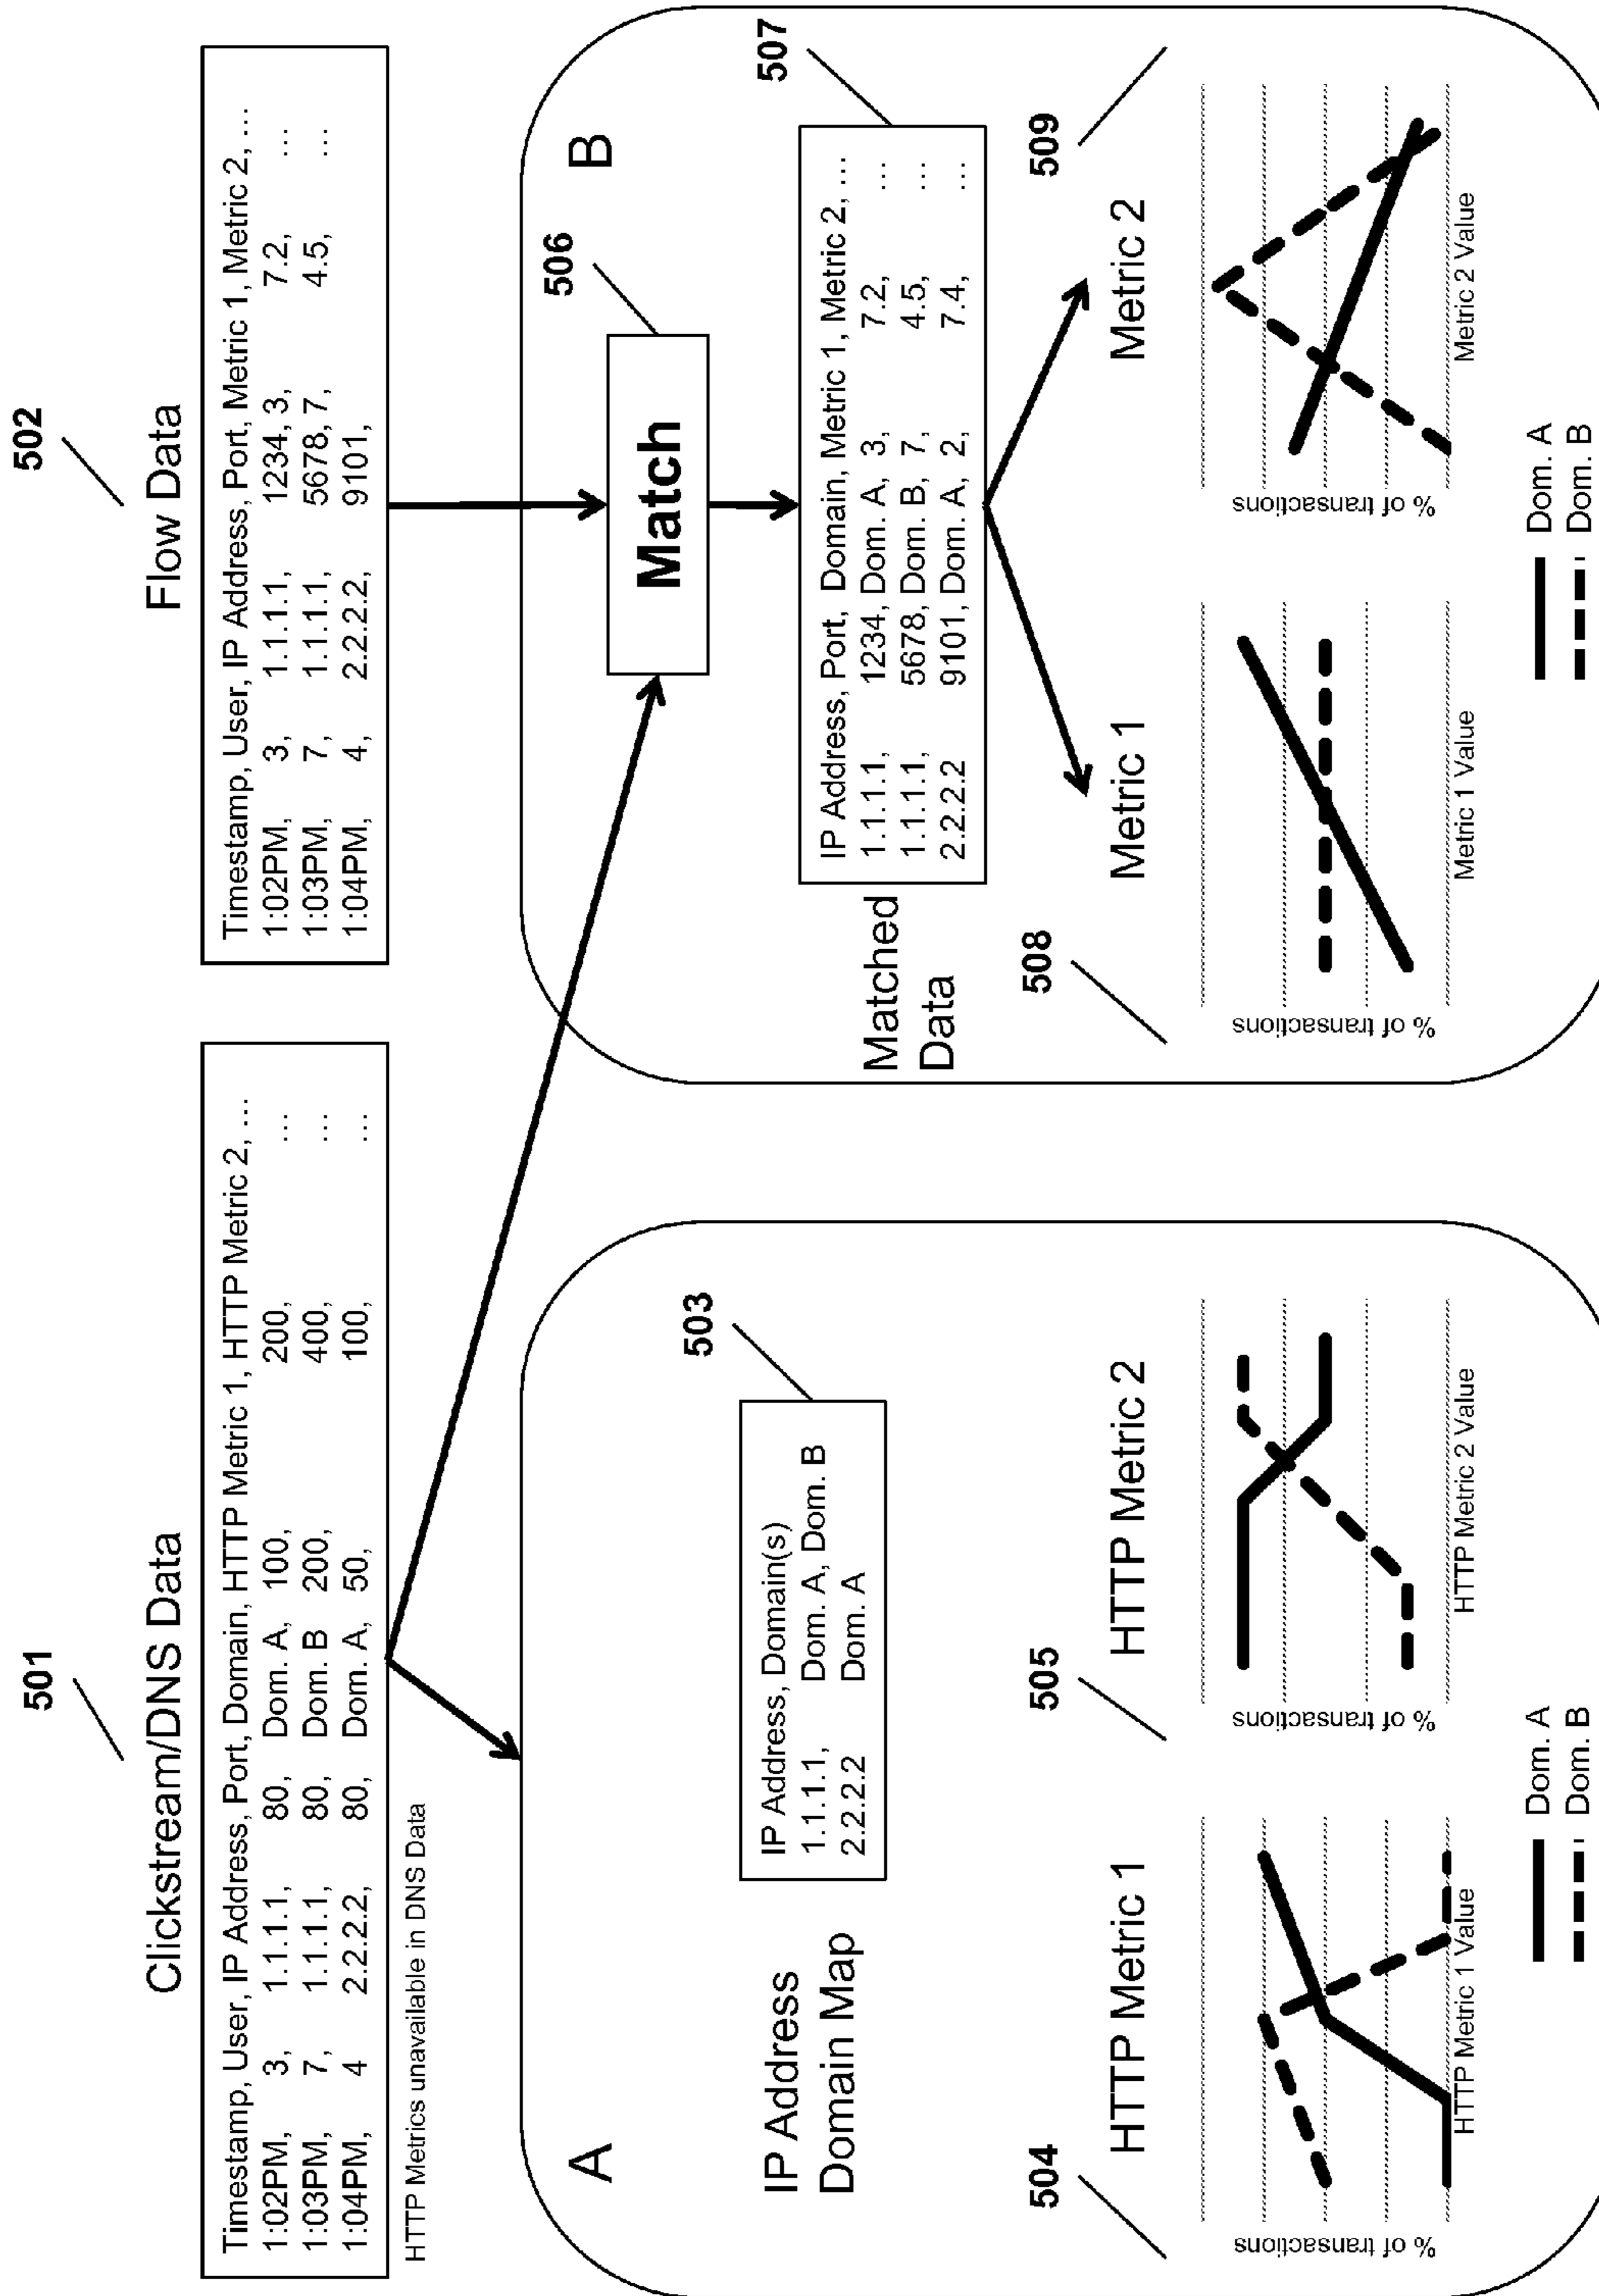 501
Clickstream/DNS Data
Timestamp, User, IP Address, Port, Domain, HTTP Metric 1, HTTP Metric 2, ...
1:02PM, 3, 1.1.1.1, 80, Dom. A, 100, 200, ...
1:03PM, 7, 1.1.1.1, 80, Dom. B 200, 400, ...
1:04PM, 4 2.2.2.2, 80, Dom. A, 50, 100, ...
HTTP Metrics unavailable in DNS Data
502
Flow Data
Timestamp, User, IP Address, Port, Metric 1, Metric 2, ...
1:02PM, 3, 1.1.1.1, 1234, 3, 7.2, ...
1:03PM, 7, 1.1.1.1, 5678, 7, 4.5, ...
1:04PM, 4, 2.2.2.2, 9101,
A
503
IP Address
Domain Map
IP Address, Domain(s)
1.1.1.1, Dom. A, Dom. B
2.2.2.2 Dom. A
504
HTTP Metric 1
% of transactions
HTTP Metric 1 Value
505
HTTP Metric 2
% of transactions
HTTP Metric 2 Value
Dom. A
Dom. B
B
506
Match
507
Matched
Data
IP Address, Port, Domain, Metric 1, Metric 2, ...
1.1.1.1, 1234, Dom. A, 3, 7.2, ...
1.1.1.1, 5678, Dom. B, 7, 4.5, ...
2.2.2.2 9101, Dom. A, 2, 7.4, ...
508
Metric 1
% of transactions
Metric 1 Value
509
Metric 2
% of transactions
Metric 2 Value
Dom. A
Dom. B